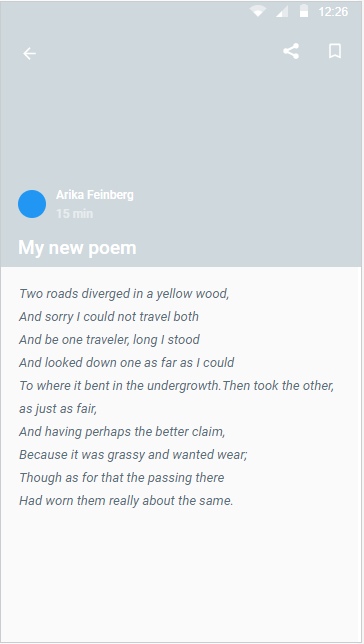 12:26
Arika Feinberg
15 min
My new poem
Two roads diverged in a yellow wood,
And sorry I could not travel both
And be one traveler, long I stood
And looked down one as far as I could
To where it bent in the undergrowth.Then took the other,
as just as fair,
And having perhaps the better claim,
Because it was grassy and wanted wear;
Though as for that the passing there
Had worn them really about the same.